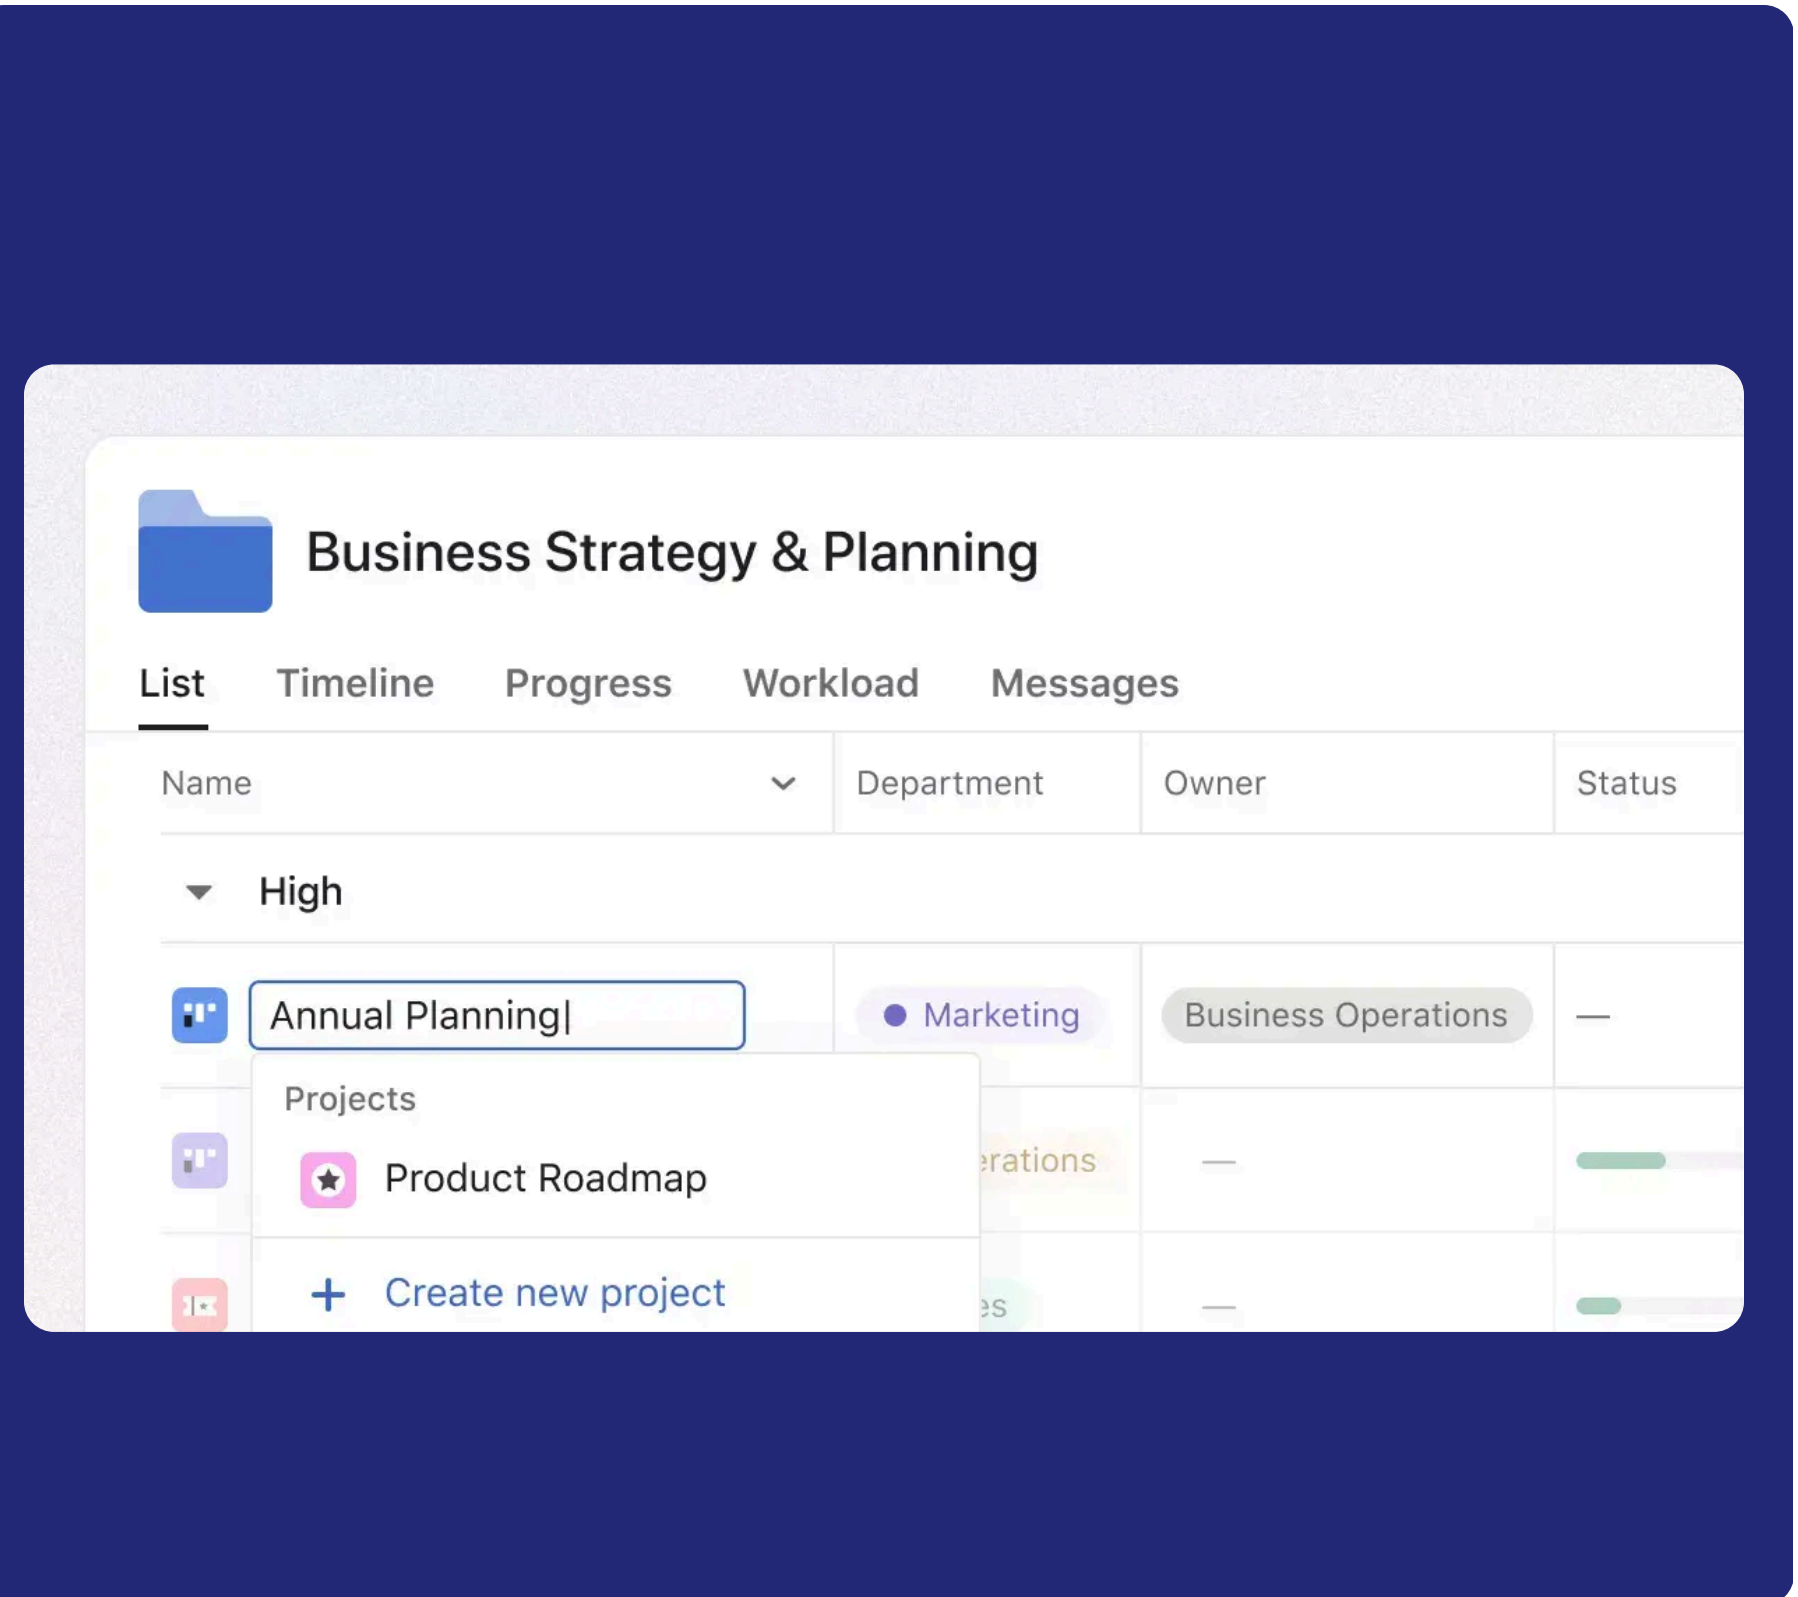 Business Strategy & Planning
List Timeline Progress Workload Messages
Name Department Owner Status
High
Annual Planning Marketing Business Operations —
Projects
Product Roadmap
Create new project